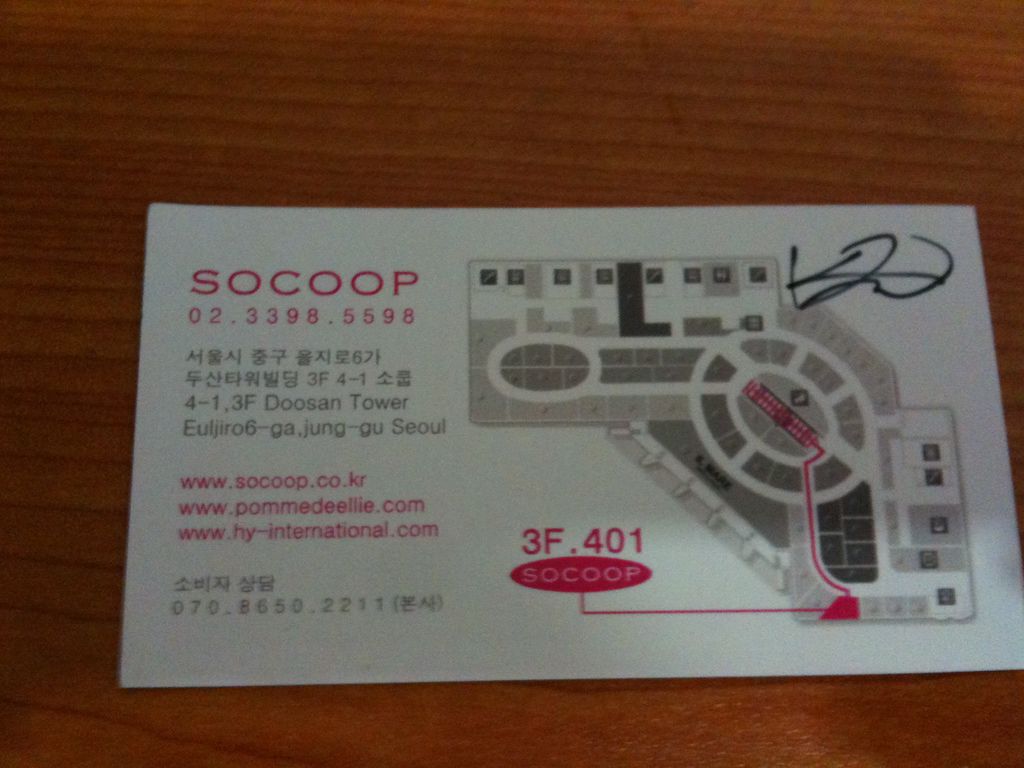 SOCOOP
02.3398.5598
서울시 중구 을지로6가
두산타워빌딩 3F 4-1 소쿱
4-1,3F Doosan Tower
Euljiro6-ga,jung-gu Seoul
www.socoop.co.kr
www.pommedeellie.com
www.hy-international.com
소비자 상담
070.8650.2211(본사)
3F.401
SOCOOP